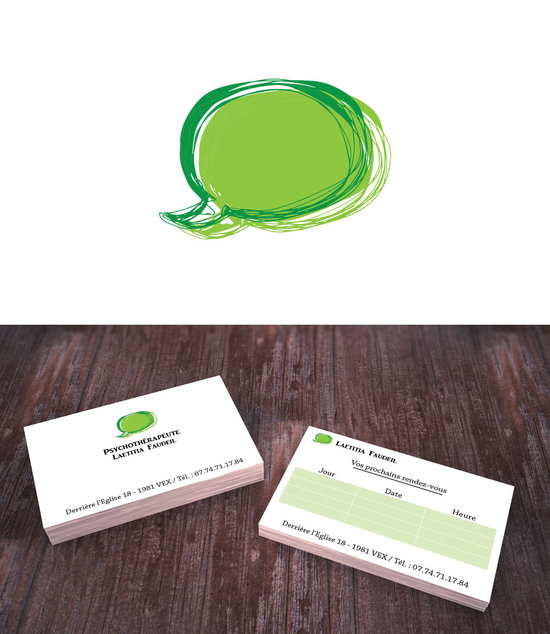 Psychothérapeute
Laetitia Faudeil
Derrière l'Eglise 18 - 1981 VEX / Tél. : 07.74.71.17.84
Laetitia Faudeil
Vos prochains rendez-vous
Jour Date Heure
Derrière l'Eglise 18 - 1981 VEX / Tél. : 07.74.71.17.84